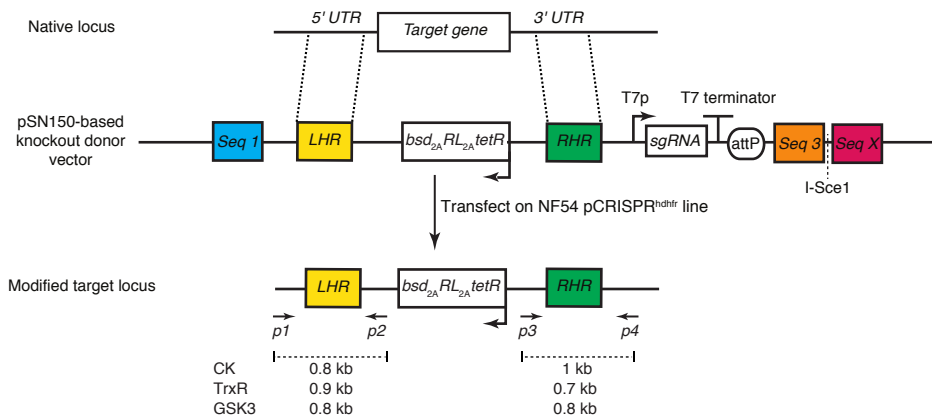 5' UTR
3' UTR
Native locus
Target gene
T7p
T7 terminator
pSN150-based
knockout donor
vector
Seq 1
LHR
bsd2ARL2AtetR
RHR
sgRNA
attP
Seq 3
Seq X
I-Sce1
Transfect on NF54 pCRISPRhdhfr line
Modified target locus
LHR
bsd2ARL2AtetR
RHR
p1
p2
p3
p4
CK 0.8 kb 1 kb
TrxR 0.9 kb 0.7 kb
GSK3 0.8 kb 0.8 kb